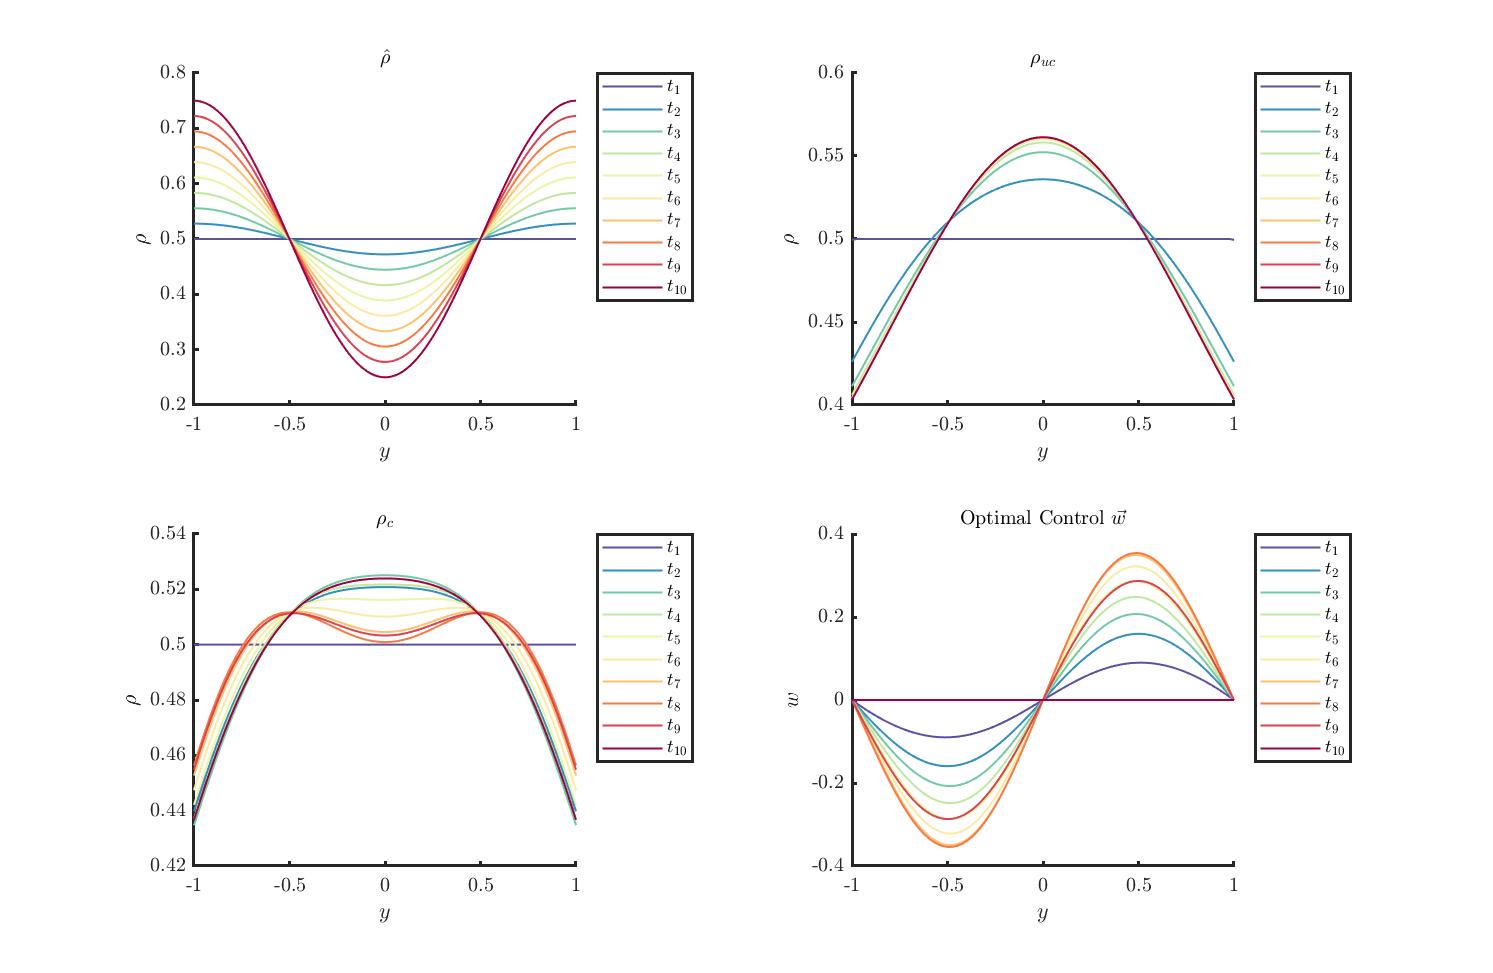 ρ̂
0.8
0.7
0.6
0.5
0.4
0.3
0.2
ρ
-1 -0.5 0 0.5 1
y
t₁
t₂
t₃
t₄
t₅
t₆
t₇
t₈
t₉
t₁₀
ρ_uc
0.6
0.55
0.5
0.45
0.4
ρ
-1 -0.5 0 0.5 1
y
t₁
t₂
t₃
t₄
t₅
t₆
t₇
t₈
t₉
t₁₀
ρ_c
0.54
0.52
0.5
0.48
0.46
0.44
0.42
ρ
-1 -0.5 0 0.5 1
y
t₁
t₂
t₃
t₄
t₅
t₆
t₇
t₈
t₉
t₁₀
Optimal Control w⃗
0.4
0.2
0
-0.2
-0.4
w
-1 -0.5 0 0.5 1
y
t₁
t₂
t₃
t₄
t₅
t₆
t₇
t₈
t₉
t₁₀